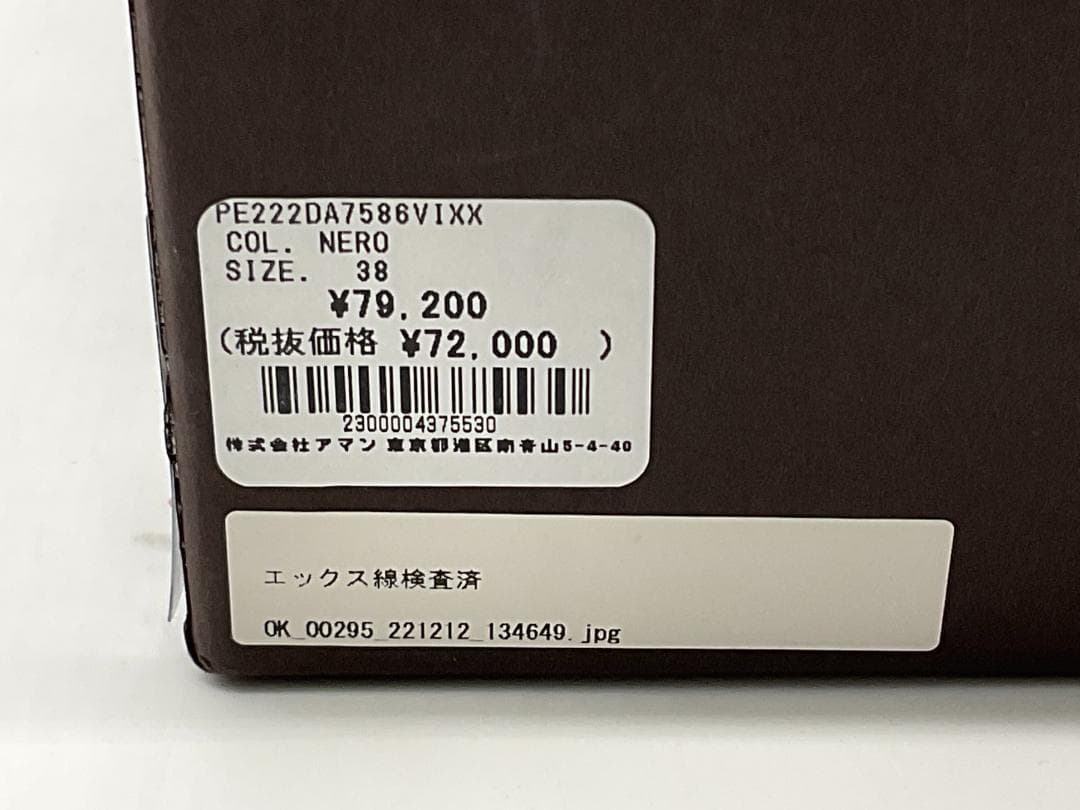 PE222DA7586VIXX
COL. NERO
SIZE. 38
¥79,200
(税抜価格 ¥72,000 )
2300004375530
株式会社アマン 東京都港区南青山5-4-40
エックス線検査済
OK_00295_221212_134649.jpg